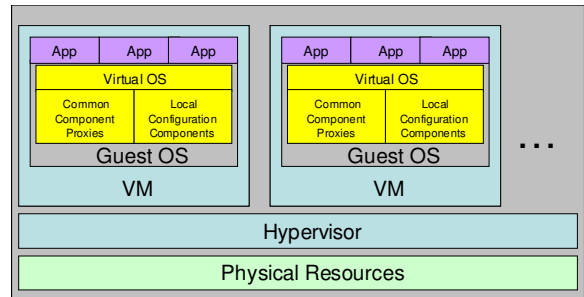 App App App
Virtual OS
Common Component Proxies
Local Configuration Components
Guest OS
VM
App App App
Virtual OS
Common Component Proxies
Local Configuration Components
Guest OS
VM
...
Hypervisor
Physical Resources